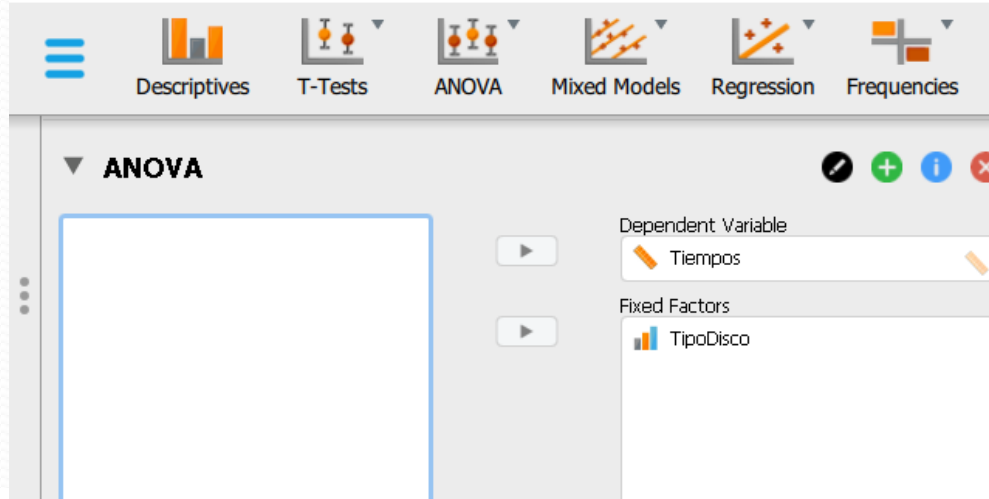 Descriptives T-Tests ANOVA Mixed Models Regression Frequencies
ANOVA
Dependent Variable
Tiempos
Fixed Factors
TipoDisco